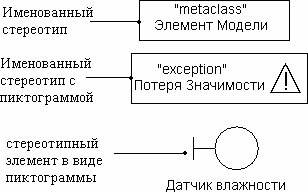 Именованный
стереотип
"metaclass"
Элемент Модели
Именованный
стереотип с
пиктограммой
"exception"
Потеря Значимости
!
стереотипный
элемент в виде
пиктограммы
Датчик влажности